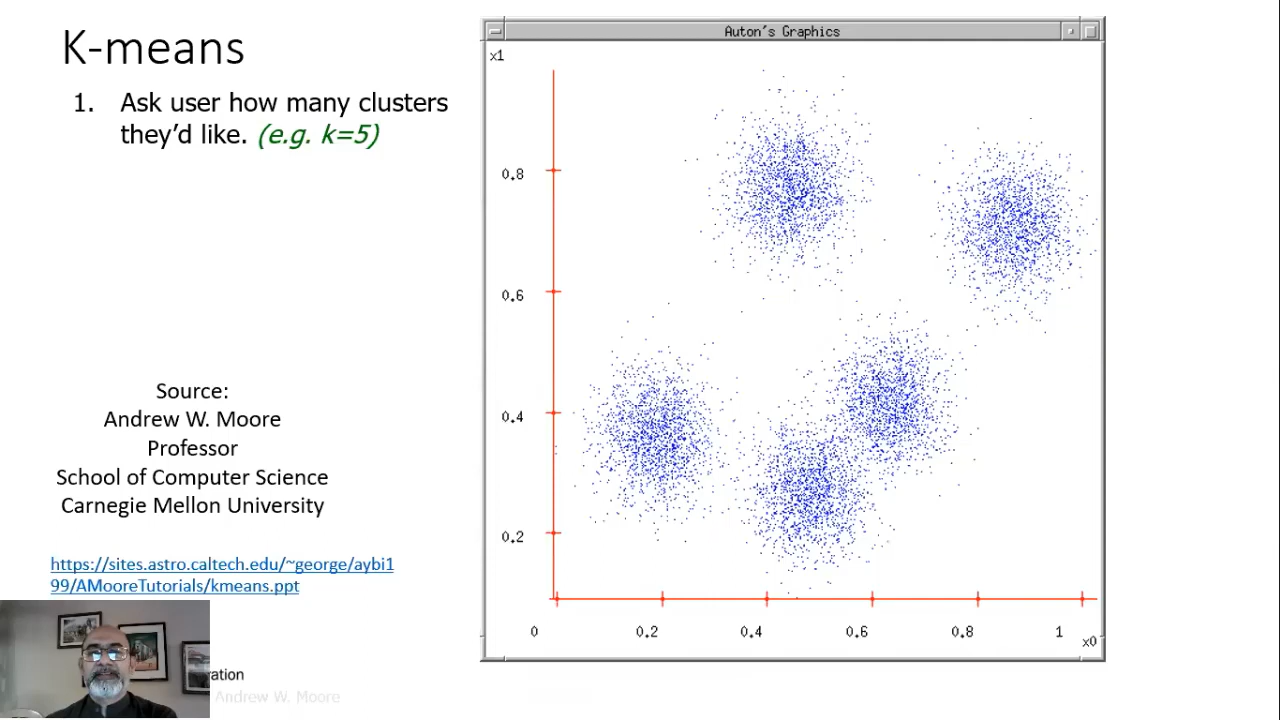 K-means
1. Ask user how many clusters
they'd like. (e.g. k=5)
Source:
Andrew W. Moore
Professor
School of Computer Science
Carnegie Mellon University
https://sites.astro.caltech.edu/~george/aybi1
99/AMooreTutorials/kmeans.ppt
Andrew W. Moore
Auton's Graphics
x1
0.8
0.6
0.4
0.2
0 0.2 0.4 0.6 0.8 1
x0